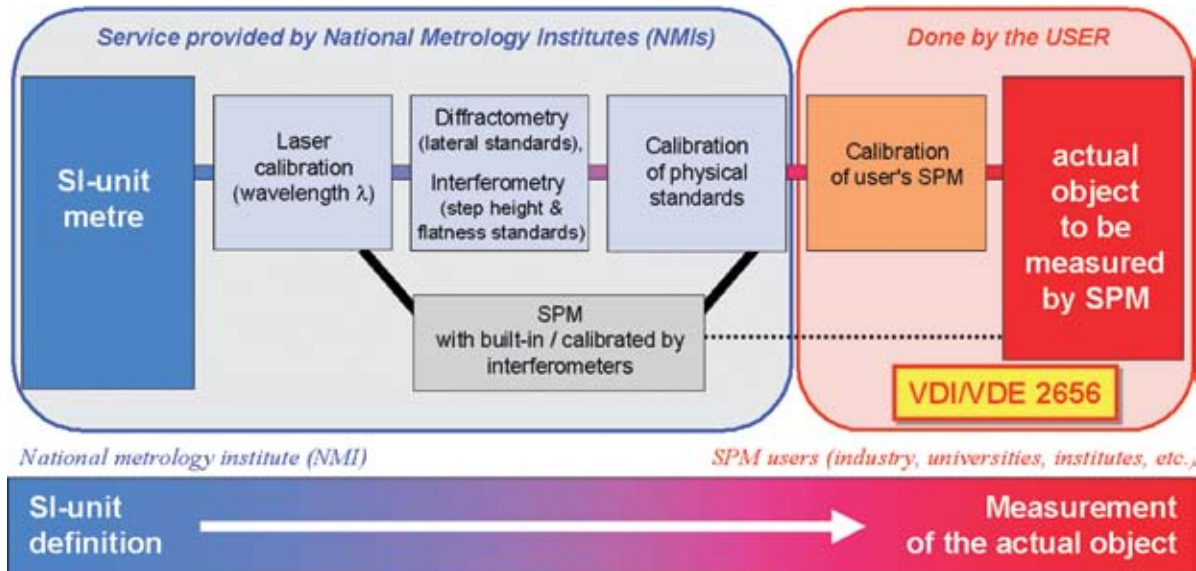 Service provided by National Metrology Institutes (NMIs)
Done by the USER
SI-unit
metre
Laser
calibration
(wavelength λ)
Diffractometry
(lateral standards),
Interferometry
(step height &
flatness standards)
Calibration
of physical
standards
Calibration
of user's SPM
actual
object
to be
measured
by SPM
SPM
with built-in / calibrated by
interferometers
VDI/VDE 2656
National metrology institute (NMI)
SPM users (industry, universities, institutes, etc.)
SI-unit
definition
Measurement
of the actual object